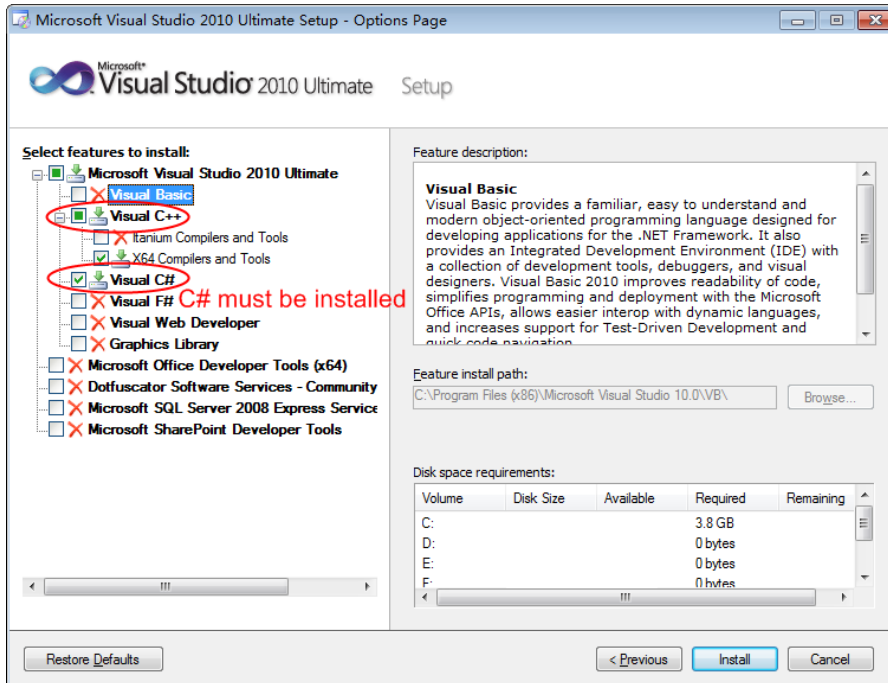 Microsoft Visual Studio 2010 Ultimate Setup - Options Page
Microsoft®
Visual Studio® 2010 Ultimate Setup
Select features to install:
Microsoft Visual Studio 2010 Ultimate
Visual Basic
Visual C++
Itanium Compilers and Tools
X64 Compilers and Tools
Visual C#
Visual F#
C# must be installed
Visual Web Developer
Graphics Library
Microsoft Office Developer Tools (x64)
Dotfuscator Software Services - Community
Microsoft SQL Server 2008 Express Service
Microsoft SharePoint Developer Tools
Feature description:
Visual Basic
Visual Basic provides a familiar, easy to understand and
modern object-oriented programming language designed for
developing applications for the .NET Framework. It also
provides an Integrated Development Environment (IDE) with
a collection of development tools, debuggers, and visual
designers. Visual Basic 2010 improves readability of code,
simplifies programming and deployment with the Microsoft
Office APIs, allows easier interop with dynamic languages,
and increases support for Test-Driven Development and
quick code navigation.
Feature install path:
C:\Program Files (x86)\Microsoft Visual Studio 10.0\VB\
Browse...
Disk space requirements:
Volume Disk Size Available Required Remaining
C: 3.8 GB
D: 0 bytes
E: 0 bytes
F: 0 bytes
Restore Defaults
< Previous
Install
Cancel